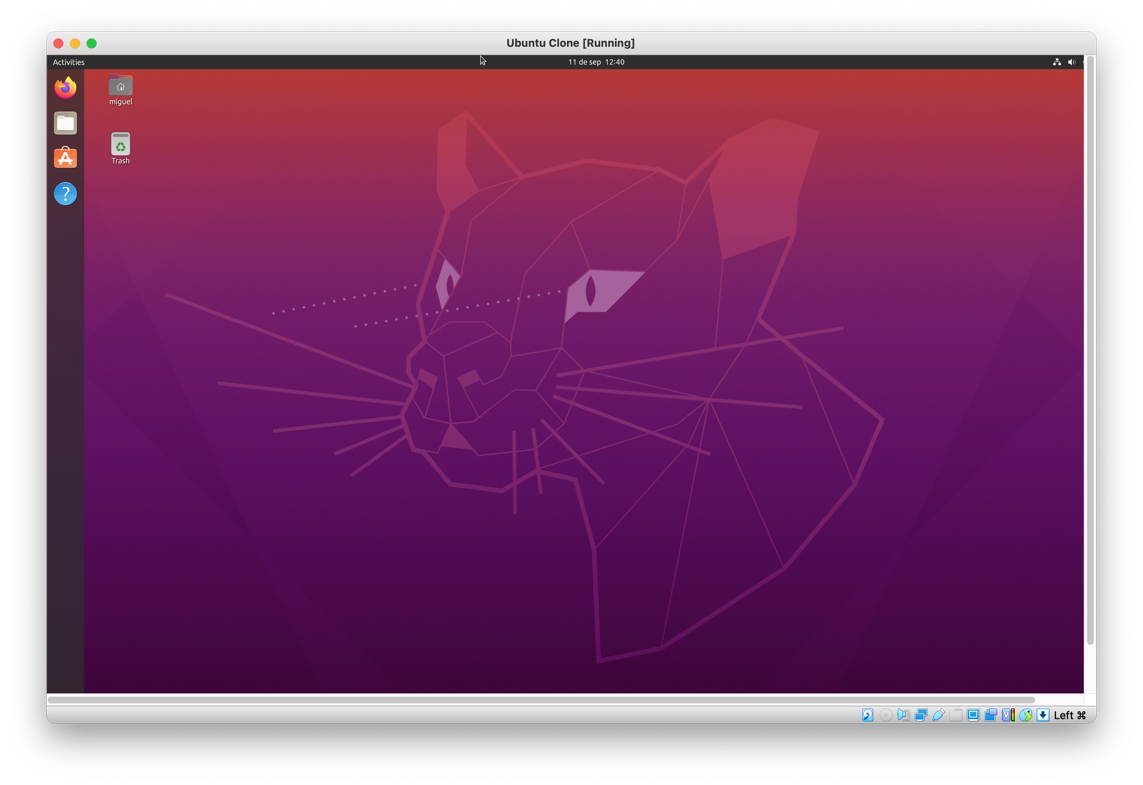 Ubuntu Clone [Running]
Activities
11 de sep 12:40
miguel
Trash
Left ⌘